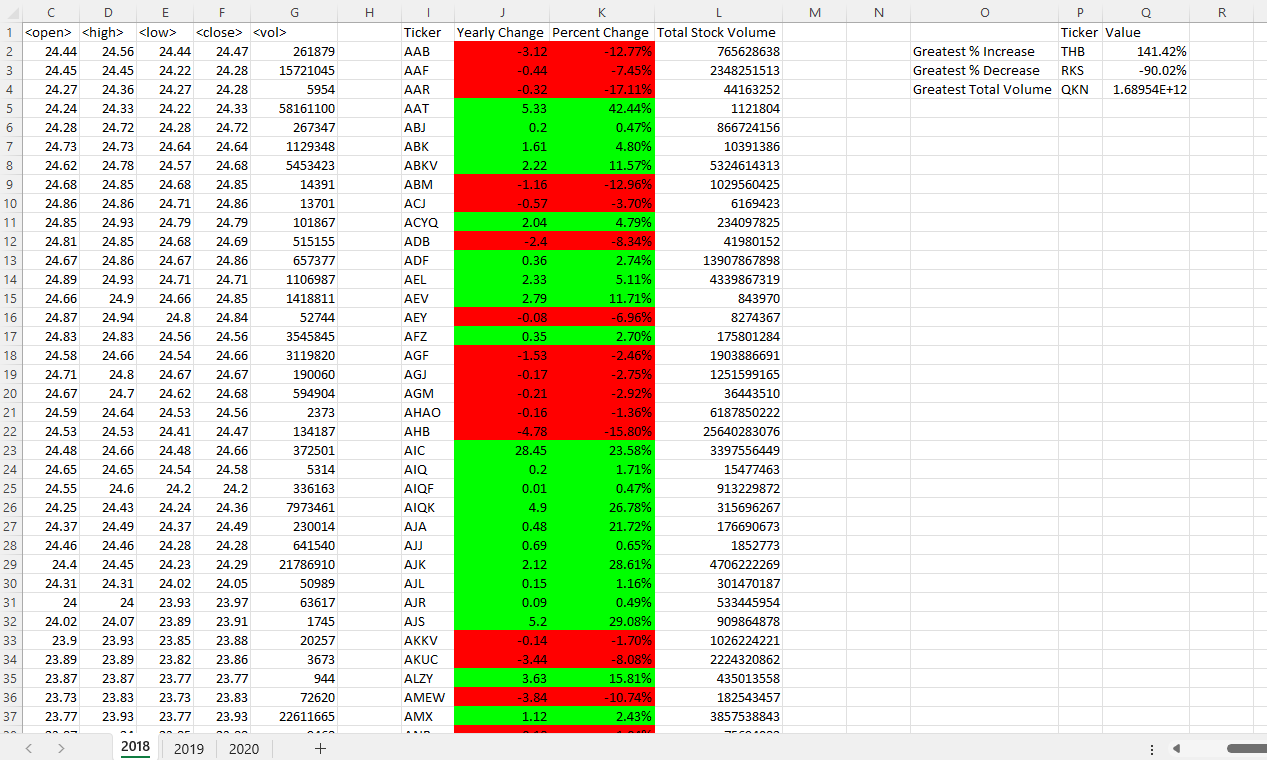 C D E F G H I J K L M N O P Q R
1 <open> <high> <low> <close> <vol> Ticker Yearly Change Percent Change Total Stock Volume Ticker Value
2 24.44 24.56 24.44 24.47 261879 AAB -3.12 -12.77% 765628638 Greatest % Increase THB 141.42%
3 24.45 24.45 24.22 24.28 15721045 AAF -0.44 -7.45% 2348251513 Greatest % Decrease RKS -90.02%
4 24.27 24.36 24.27 24.28 5954 AAR -0.32 -17.11% 44163252 Greatest Total Volume QKN 1.68954E+12
5 24.24 24.33 24.22 24.33 58161100 AAT 5.33 42.44% 1121804
6 24.28 24.72 24.28 24.72 267347 ABJ 0.2 0.47% 866724156
7 24.73 24.73 24.64 24.64 1129348 ABK 1.61 4.80% 10391386
8 24.62 24.78 24.57 24.68 5453423 ABKV 2.22 11.57% 5324614313
9 24.68 24.85 24.68 24.85 14391 ABM -1.16 -12.96% 1029560425
10 24.86 24.86 24.71 24.86 13701 ACJ -0.57 -3.70% 6169423
11 24.85 24.93 24.79 24.79 101867 ACYQ 2.04 4.79% 234097825
12 24.81 24.85 24.68 24.69 515155 ADB -2.4 -8.34% 41980152
13 24.67 24.86 24.67 24.86 657377 ADF 0.36 2.74% 13907867898
14 24.89 24.93 24.71 24.71 1106987 AEL 2.33 5.11% 4339867319
15 24.66 24.9 24.66 24.85 1418811 AEV 2.79 11.71% 843970
16 24.87 24.94 24.8 24.84 52744 AEY -0.08 -6.96% 8274367
17 24.83 24.83 24.56 24.56 3545845 AFZ 0.35 2.70% 175801284
18 24.58 24.66 24.54 24.66 3119820 AGF -1.53 -2.46% 1903886691
19 24.71 24.8 24.67 24.67 190060 AGJ -0.17 -2.75% 1251599165
20 24.67 24.7 24.62 24.68 594904 AGM -0.21 -2.92% 36443510
21 24.59 24.64 24.53 24.56 2373 AHAO -0.16 -1.36% 6187850222
22 24.53 24.53 24.41 24.47 134187 AHB -4.78 -15.80% 25640283076
23 24.48 24.66 24.48 24.66 372501 AIC 28.45 23.58% 3397556449
24 24.65 24.65 24.54 24.58 5314 AIQ 0.2 1.71% 15477463
25 24.55 24.6 24.2 24.2 336163 AIQF 0.01 0.47% 913229872
26 24.25 24.43 24.24 24.36 7973461 AIQK 4.9 26.78% 315696267
27 24.37 24.49 24.37 24.49 230014 AJA 0.48 21.72% 176690673
28 24.46 24.46 24.28 24.28 641540 AJJ 0.69 0.65% 1852773
29 24.4 24.45 24.23 24.29 21786910 AJK 2.12 28.61% 4706222269
30 24.31 24.31 24.02 24.05 50989 AJL 0.15 1.16% 301470187
31 24 24 23.93 23.97 63617 AJR 0.09 0.49% 533445954
32 24.02 24.07 23.89 23.91 1745 AJS 5.2 29.08% 909864878
33 23.9 23.93 23.85 23.88 20257 AKKV -0.14 -1.70% 1026224221
34 23.89 23.89 23.82 23.86 3673 AKUC -3.44 -8.08% 2224320862
35 23.87 23.87 23.77 23.77 944 ALZY 3.63 15.81% 435013558
36 23.73 23.83 23.73 23.83 72620 AMEW -3.84 -10.74% 182543457
37 23.77 23.93 23.77 23.93 22611665 AMX 1.12 2.43% 3857538843
2018 2019 2020